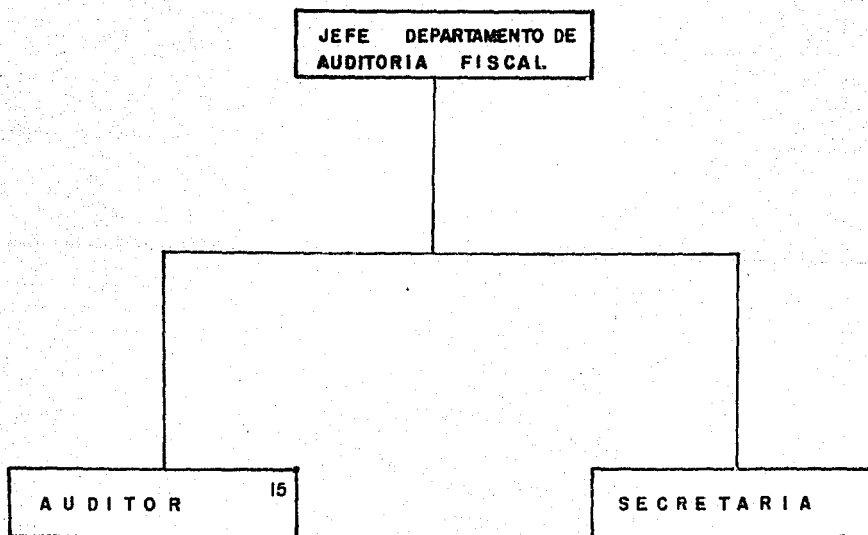 JEFE DEPARTAMENTO DE
AUDITORIA FISCAL
AUDITOR 15
SECRETARIA